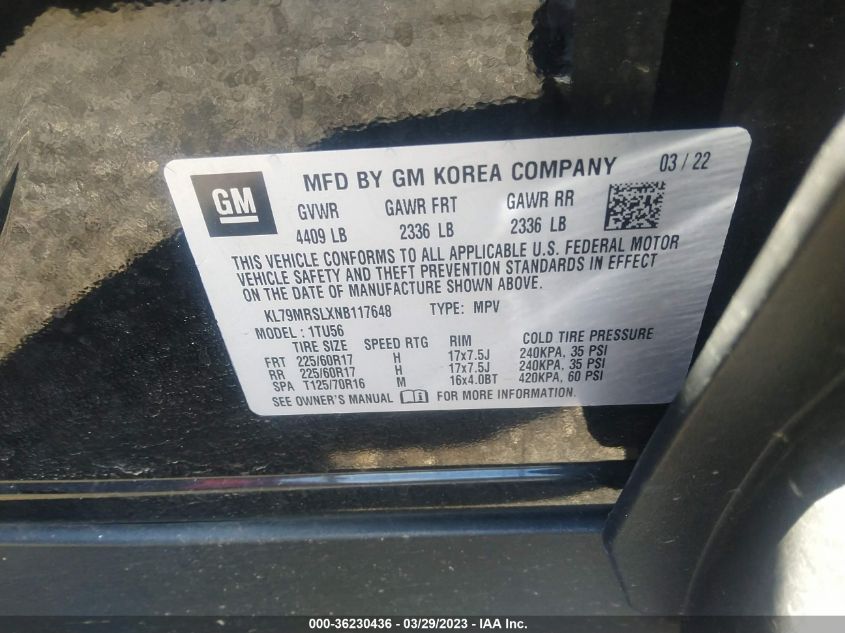 GM
MFD BY GM KOREA COMPANY 03 / 22
GVWR GAWR FRT GAWR RR
4409 LB 2336 LB 2336 LB
THIS VEHICLE CONFORMS TO ALL APPLICABLE U.S. FEDERAL MOTOR
VEHICLE SAFETY AND THEFT PREVENTION STANDARDS IN EFFECT
ON THE DATE OF MANUFACTURE SHOWN ABOVE.
KL79MRSLXNB117648 TYPE: MPV
MODEL: 1TU56
TIRE SIZE SPEED RTG RIM COLD TIRE PRESSURE
FRT 225/60R17 H 17x7.5J 240KPA, 35 PSI
RR 225/60R17 H 17x7.5J 240KPA, 35 PSI
SPA T125/70R16 M 16x4.0BT 420KPA, 60 PSI
SEE OWNER'S MANUAL FOR MORE INFORMATION.
000-36230436 - 03/29/2023 - IAA Inc.